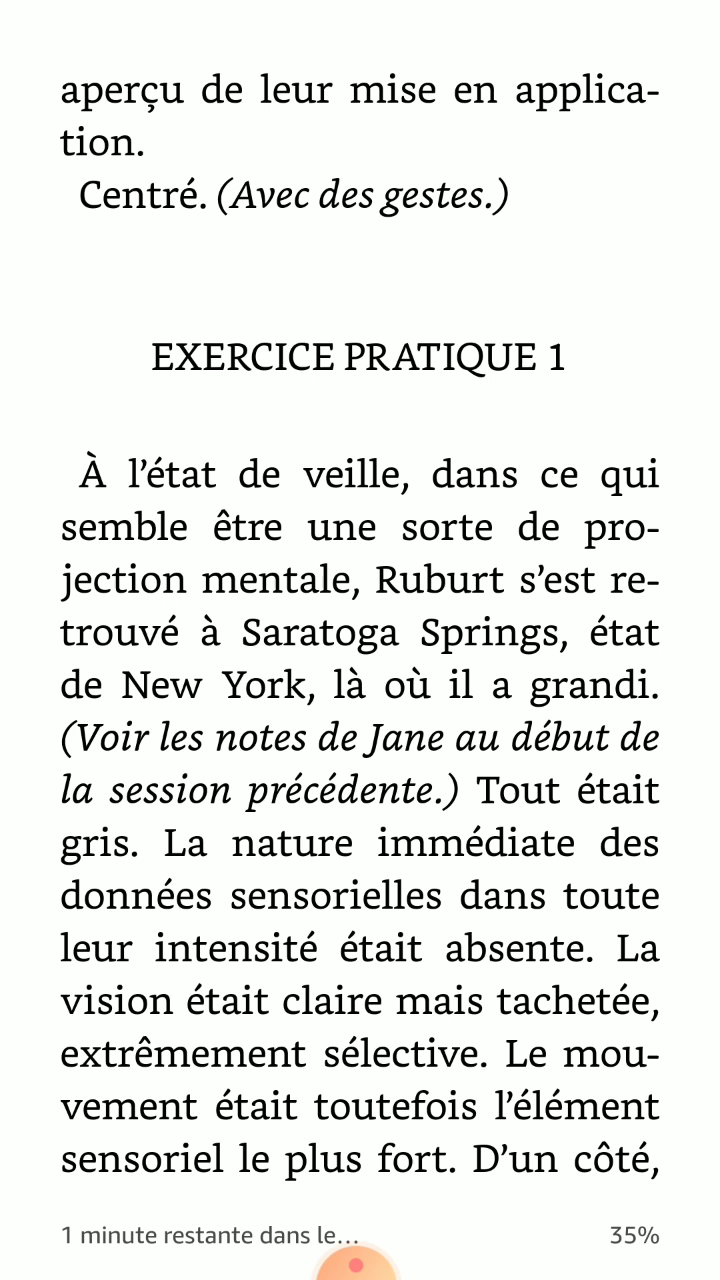 aperçu de leur mise en applica-
tion.
Centré. (Avec des gestes.)
EXERCICE PRATIQUE 1
À l’état de veille, dans ce qui
semble être une sorte de pro-
jection mentale, Ruburt s’est re-
trouvé à Saratoga Springs, état
de New York, là où il a grandi.
(Voir les notes de Jane au début de
la session précédente.) Tout était
gris. La nature immédiate des
données sensorielles dans toute
leur intensité était absente. La
vision était claire mais tachetée,
extrêmement sélective. Le mou-
vement était toutefois l’élément
sensoriel le plus fort. D’un côté,
1 minute restante dans le… 35%